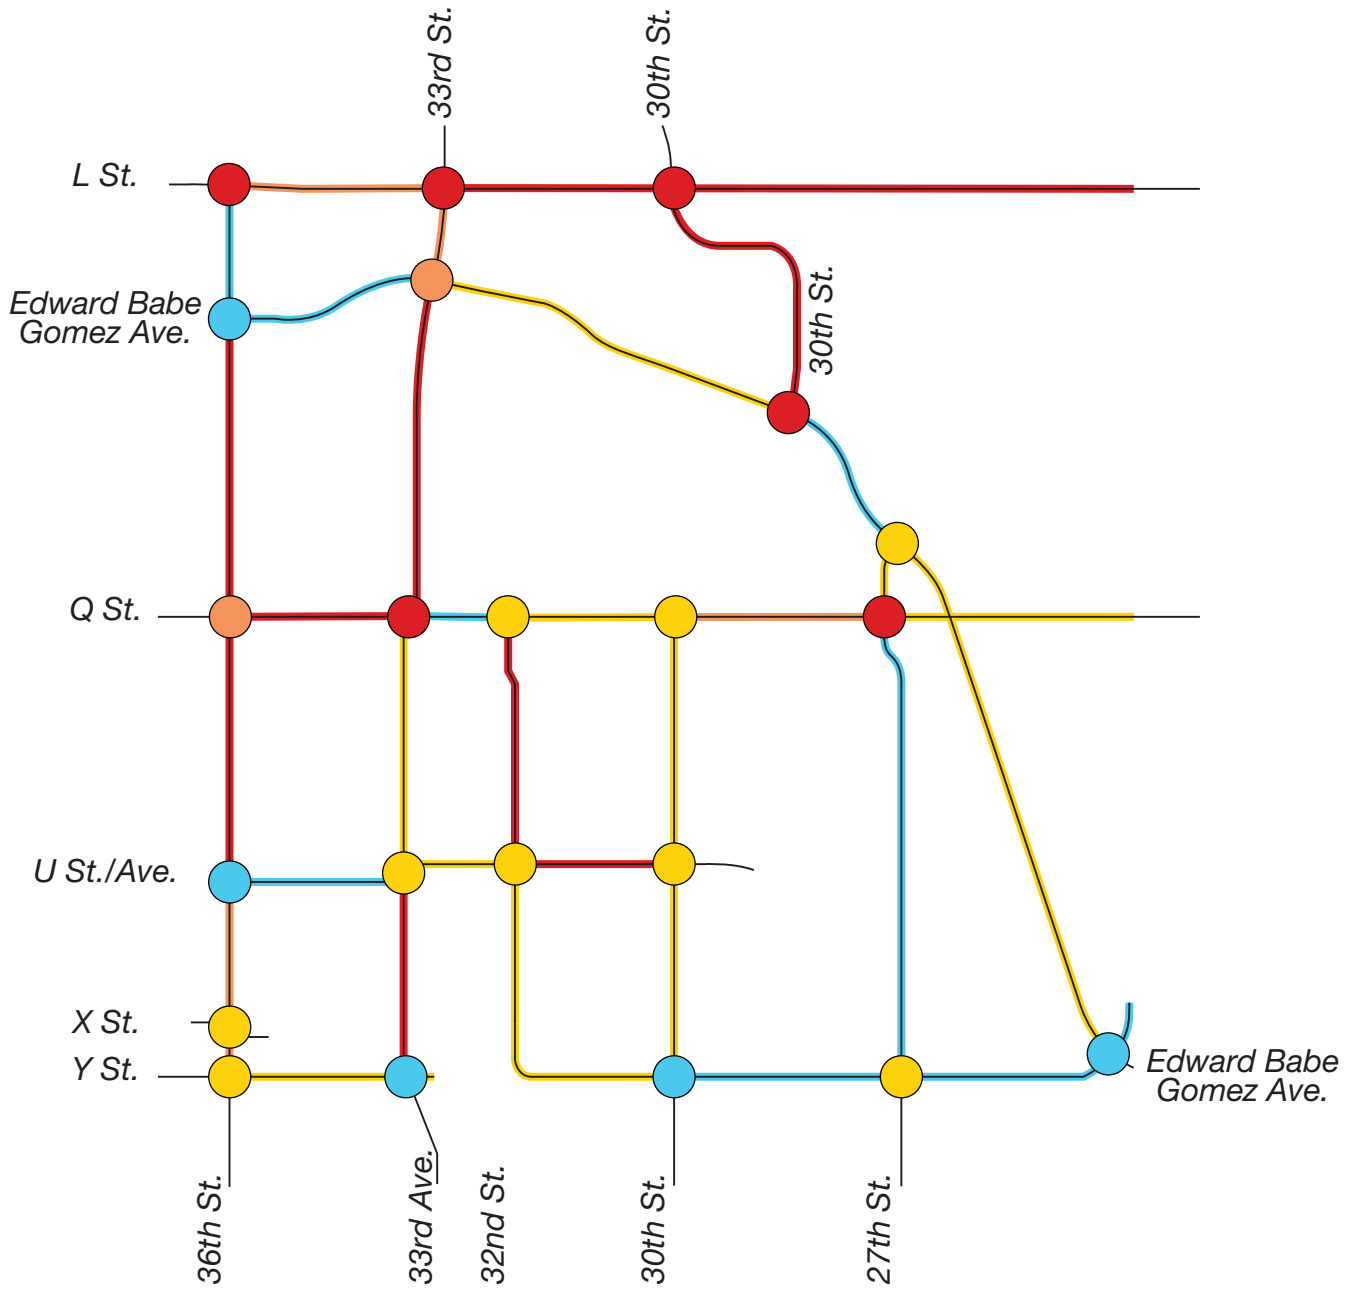 33rd St.
30th St.
L St.
Edward Babe
Gomez Ave.
30th St.
Q St.
U St./Ave.
X St.
Y St.
Edward Babe
Gomez Ave.
36th St.
33rd Ave.
32nd St.
30th St.
27th St.